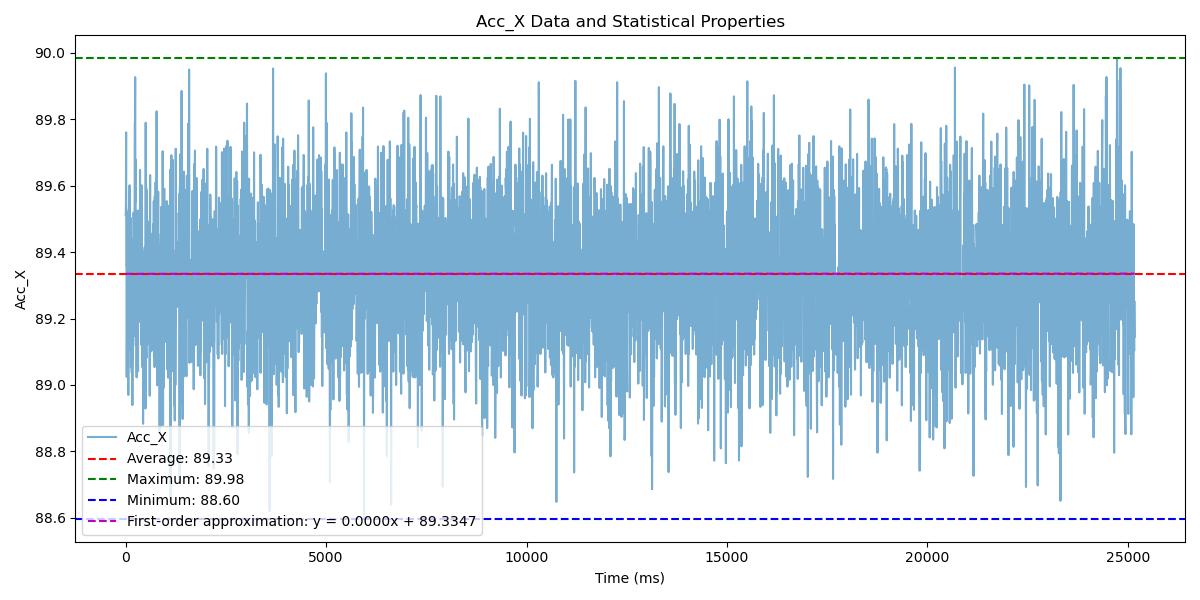 Acc_X Data and Statistical Properties
90.0
89.8
89.6
89.4
89.2
89.0
88.8
88.6
Acc_X
Acc_X
Average: 89.33
Maximum: 89.98
Minimum: 88.60
First-order approximation: y = 0.0000x + 89.3347
0 5000 10000 15000 20000 25000
Time (ms)